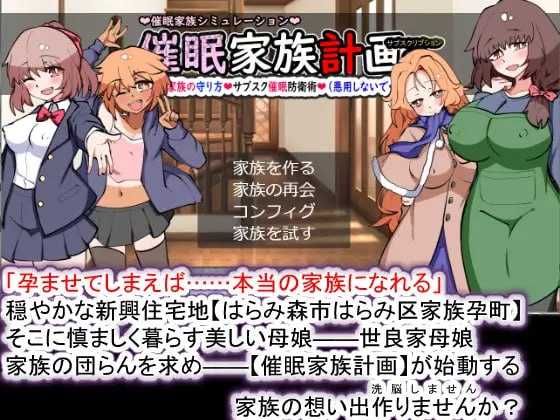 ❤催眠家族シミュレーション❤
催眠家族計画
サブスクリプション
家族の守り方❤サブスク催眠防衛術❤(悪用しないで
家族を作る
家族の再会
コンフィグ
家族を試す
「孕ませてしまえば……本当の家族になれる」
穏やかな新興住宅地【はらみ森市はらみ区家族孕町】
そこに慎ましく暮らす美しい母娘――世良家母娘
家族の団らんを求め――【催眠家族計画】が始動する
洗脳しません
家族の想い出作りませんか？